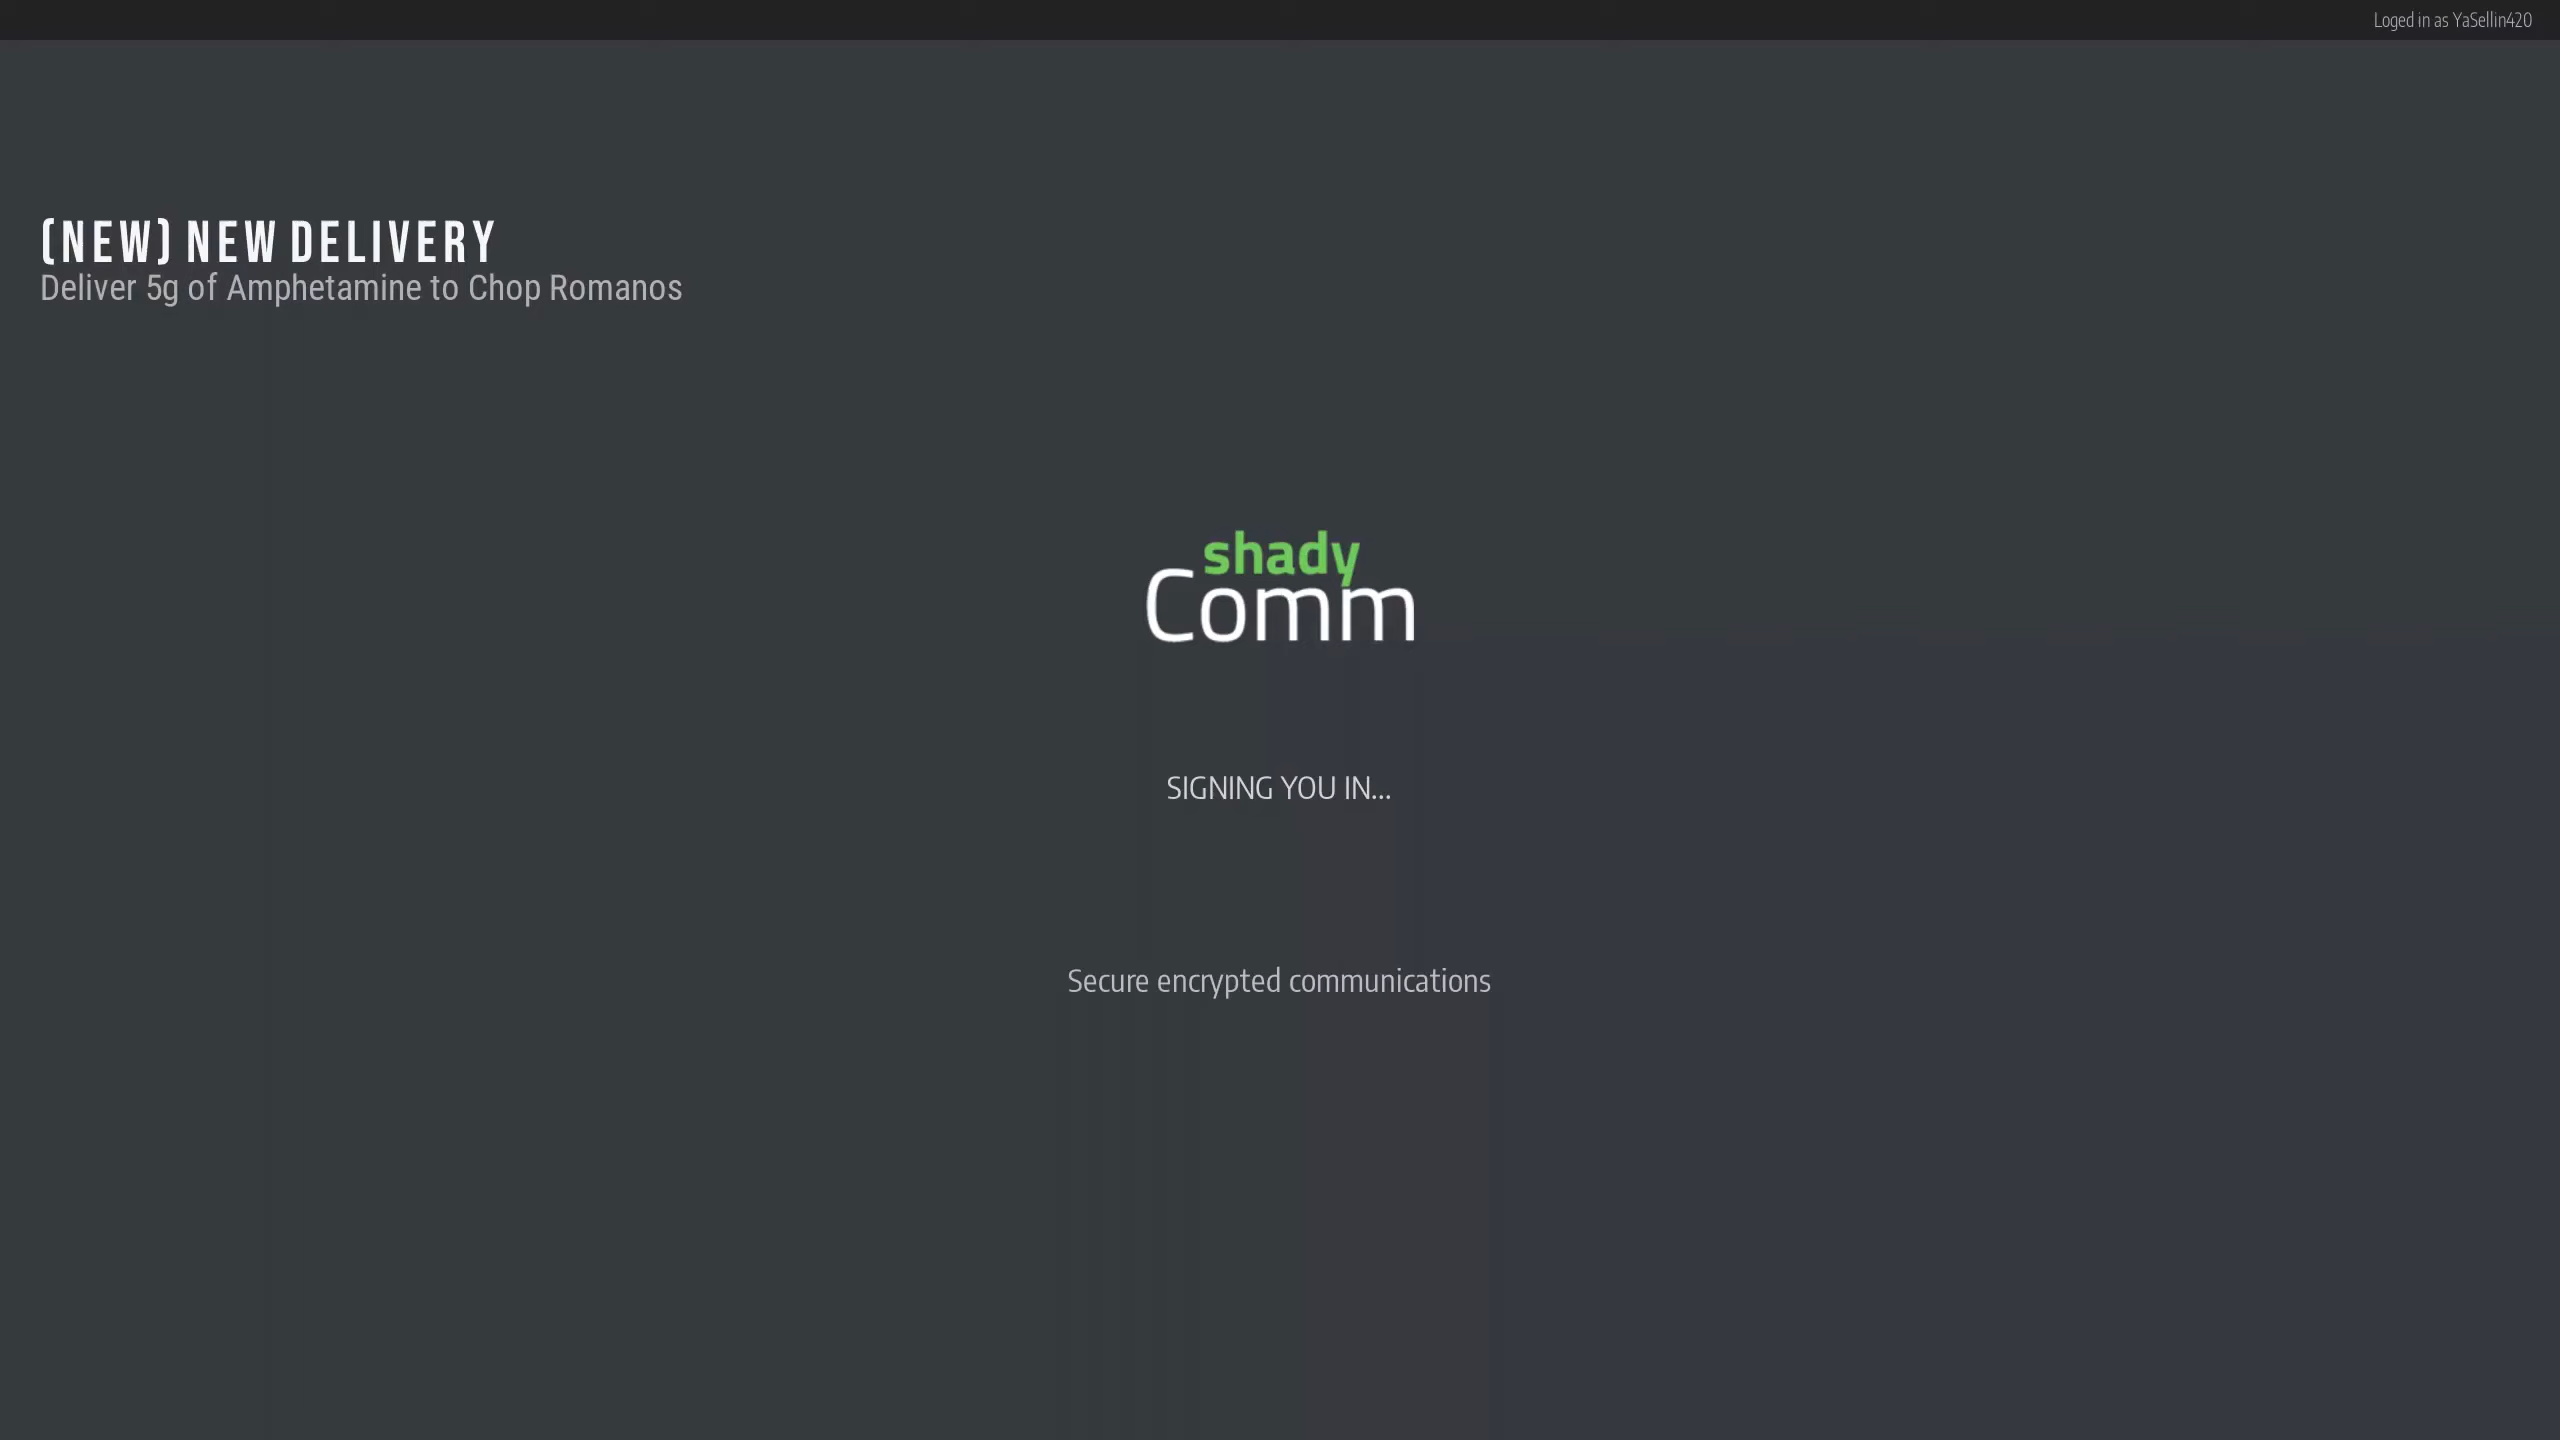 Loged in as YaSellin420
(NEW) NEW DELIVERY
Deliver 5g of Amphetamine to Chop Romanos
shady
Comm
SIGNING YOU IN...
Secure encrypted communications